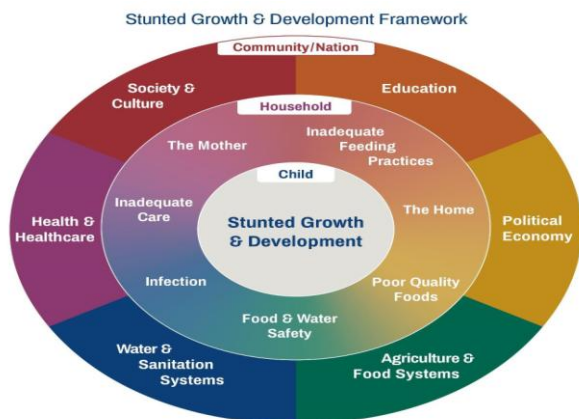 Stunted Growth & Development Framework
Community/Nation
Society &
Culture
Education
Household
The Mother
Inadequate
Feeding
Practices
Child
Inadequate
Care
The Home
Health &
Healthcare
Stunted Growth
& Development
Political
Economy
Infection
Poor Quality
Foods
Food & Water
Safety
Water &
Sanitation
Systems
Agriculture &
Food Systems